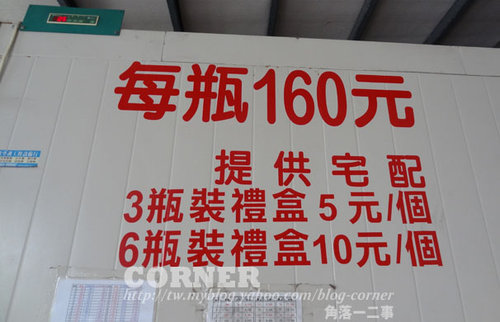 每瓶160元
提供宅配
3瓶裝禮盒5元/個
6瓶裝禮盒10元/個
CORNER
http://tw.myblog.yahoo.com/blog-corner
角落一二事